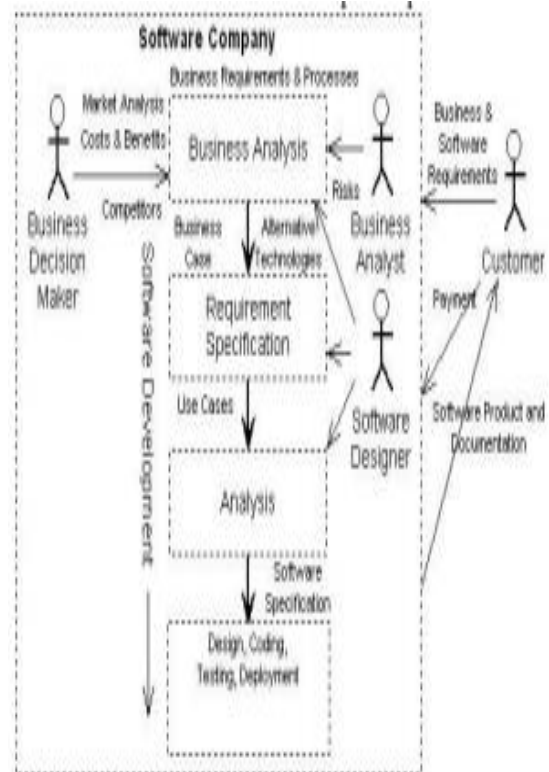 Software Company
Business Requirements & Processes
Market Analysis
Costs & Benefits
Competitors
Business Analysis
Business
Decision
Maker
Risks
Business
Analyst
Business &
Software
Requirements
Customer
Business
Case
Alternative
Technologies
Software Development
Requirement
Specification
Software
Designer
Payment
Software Product and
Documentation
Use Cases
Analysis
Software
Specification
Design, Coding,
Testing, Deployment